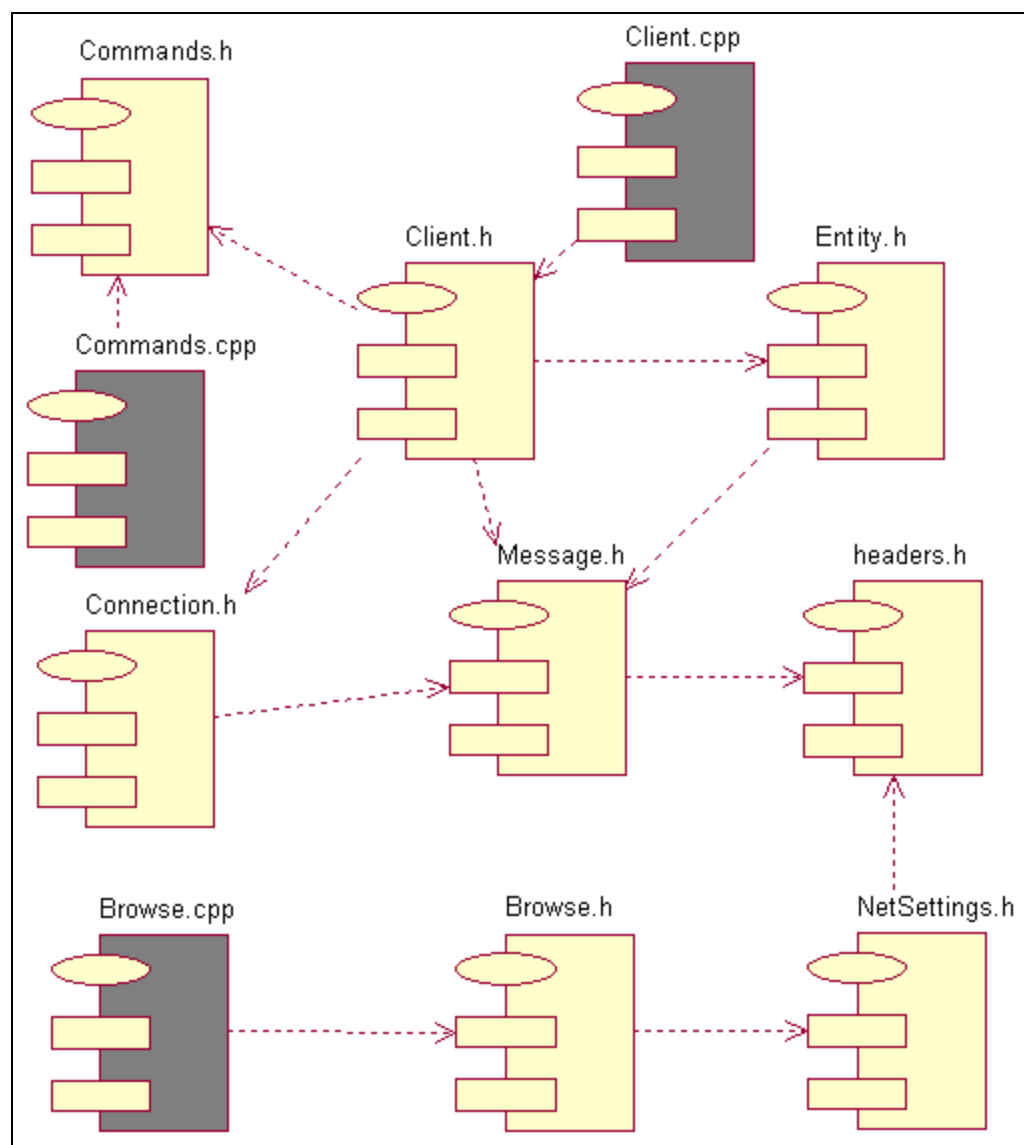 Commands.h
Client.cpp
Client.h
Entity.h
Commands.cpp
Message.h
headers.h
Connection.h
Browse.cpp
Browse.h
NetSettings.h